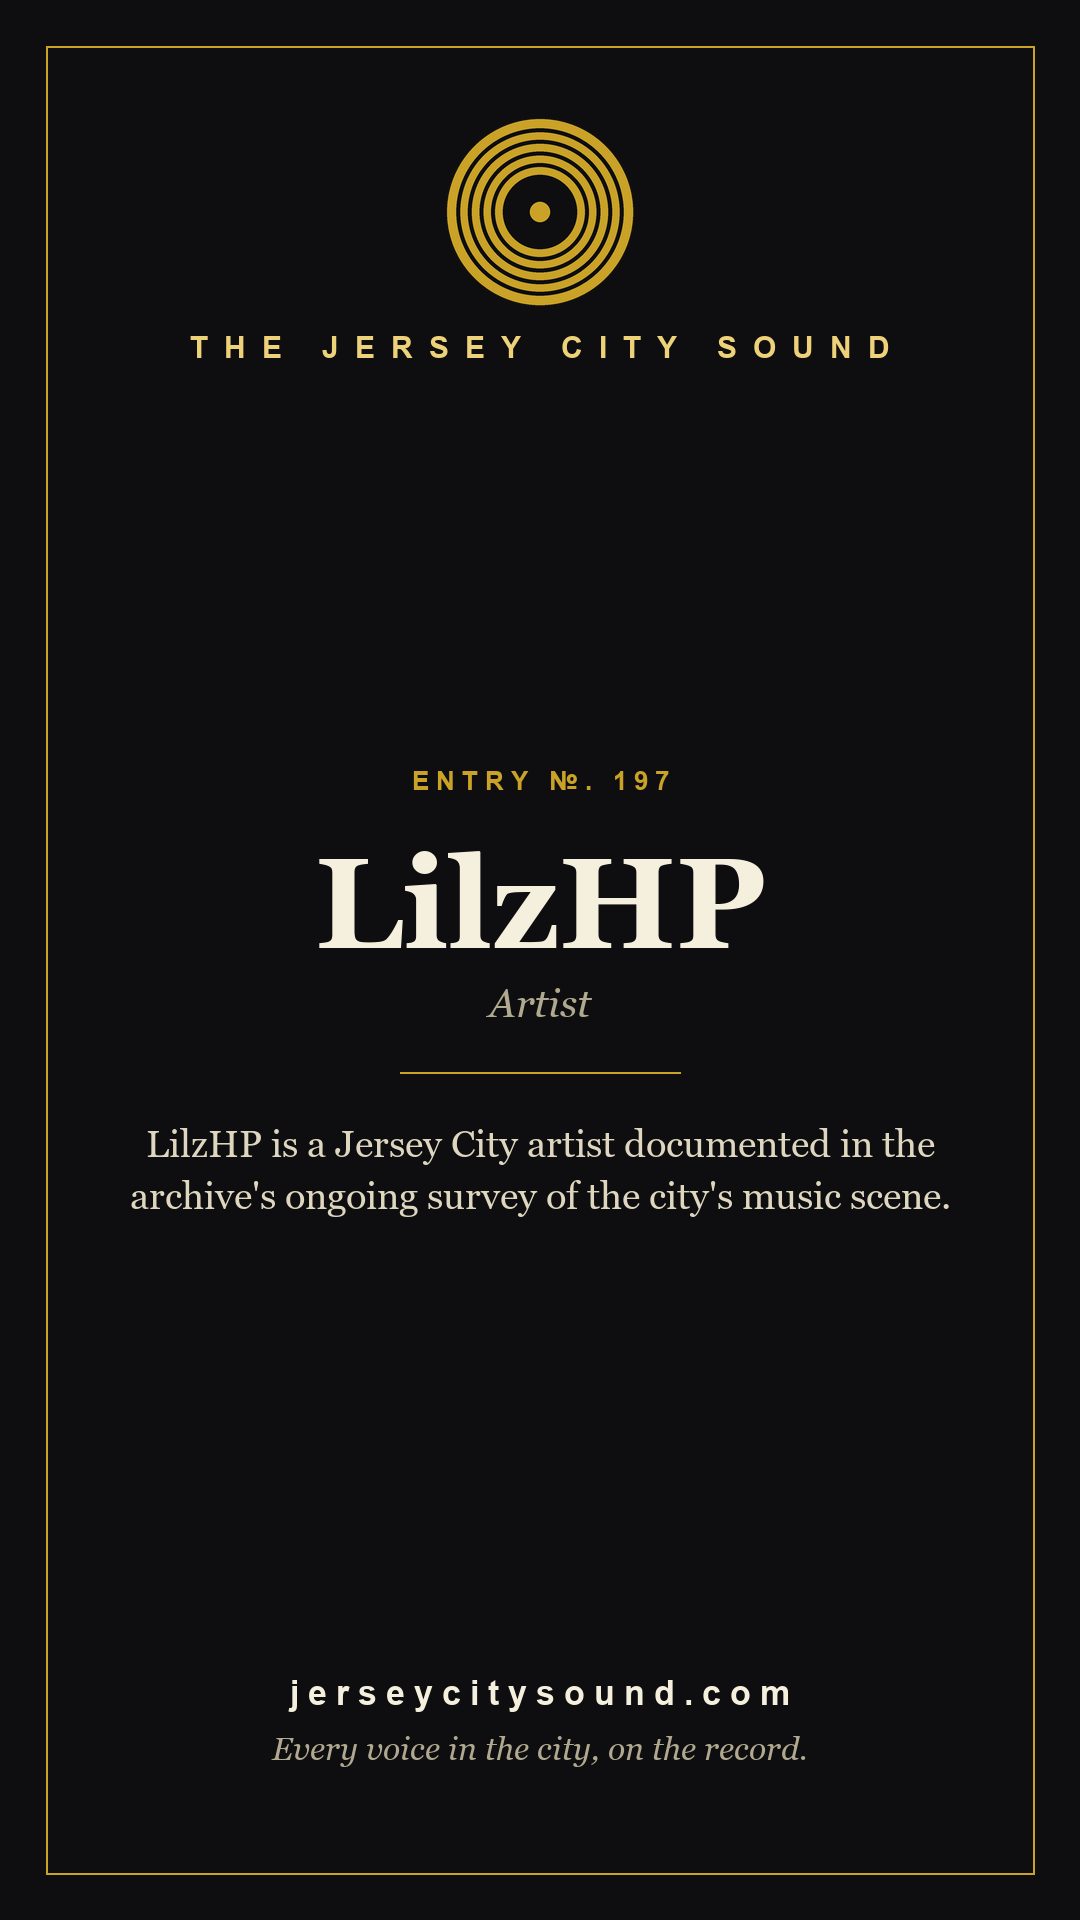 THE JERSEY CITY SOUND
ENTRY №. 197
LilzHP
Artist
LilzHP is a Jersey City artist documented in the
archive's ongoing survey of the city's music scene.
jerseycitysound.com
Every voice in the city, on the record.